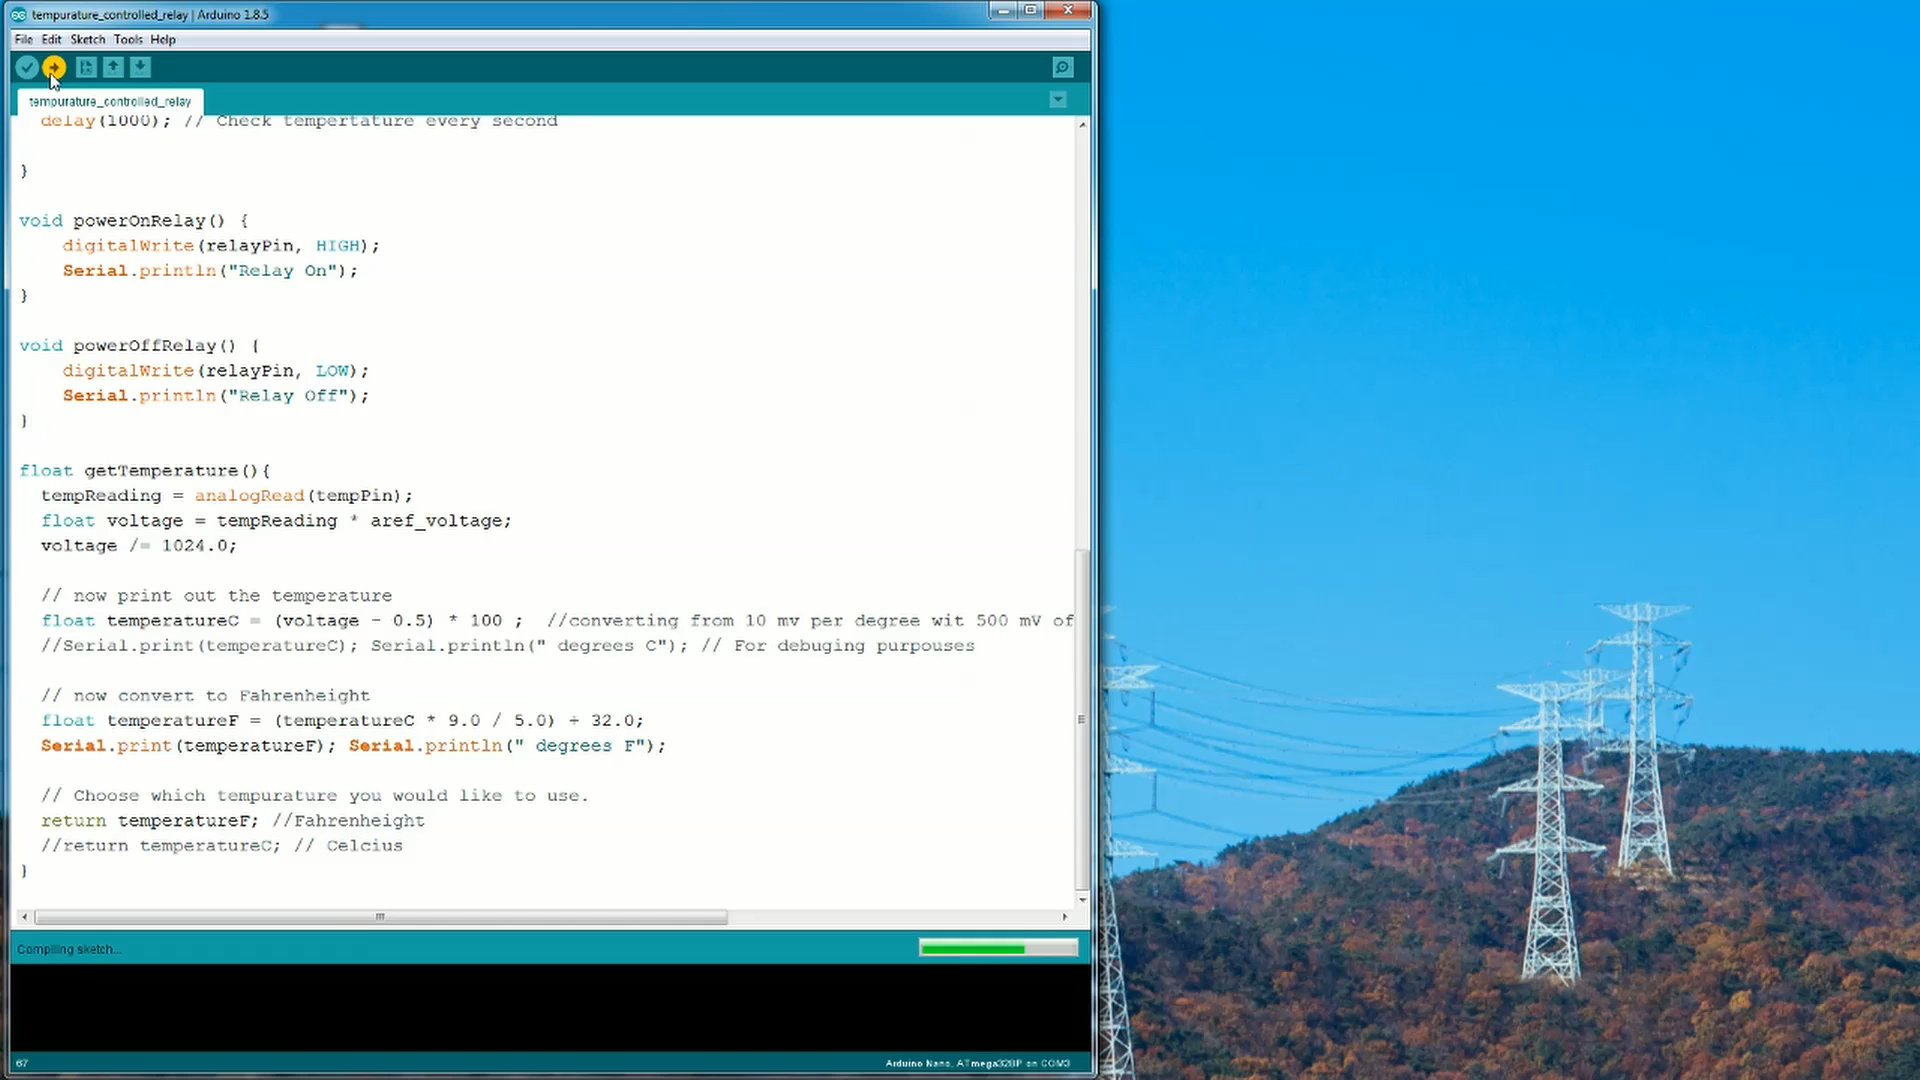 tempurature_controlled_relay | Arduino 1.8.5
File Edit Sketch Tools Help
tempurature_controlled_relay
delay(1000); // Check tempertature every second
}
void powerOnRelay() {
digitalWrite(relayPin, HIGH);
Serial.println("Relay On");
}
void powerOffRelay() {
digitalWrite(relayPin, LOW);
Serial.println("Relay Off");
}
float getTemperature(){
tempReading = analogRead(tempPin);
float voltage = tempReading * aref_voltage;
voltage /= 1024.0;
// now print out the temperature
float temperatureC = (voltage - 0.5) * 100 ;  //converting from 10 mv per degree wit 500 mV of
//Serial.print(temperatureC); Serial.println(" degrees C"); // For debuging purpouses
// now convert to Fahrenheight
float temperatureF = (temperatureC * 9.0 / 5.0) + 32.0;
Serial.print(temperatureF); Serial.println(" degrees F");
// Choose which tempurature you would like to use.
return temperatureF; //Fahrenheight
//return temperatureC; // Celcius
}
Compiling sketch...
67
Arduino Nano, ATmega328P on COM3